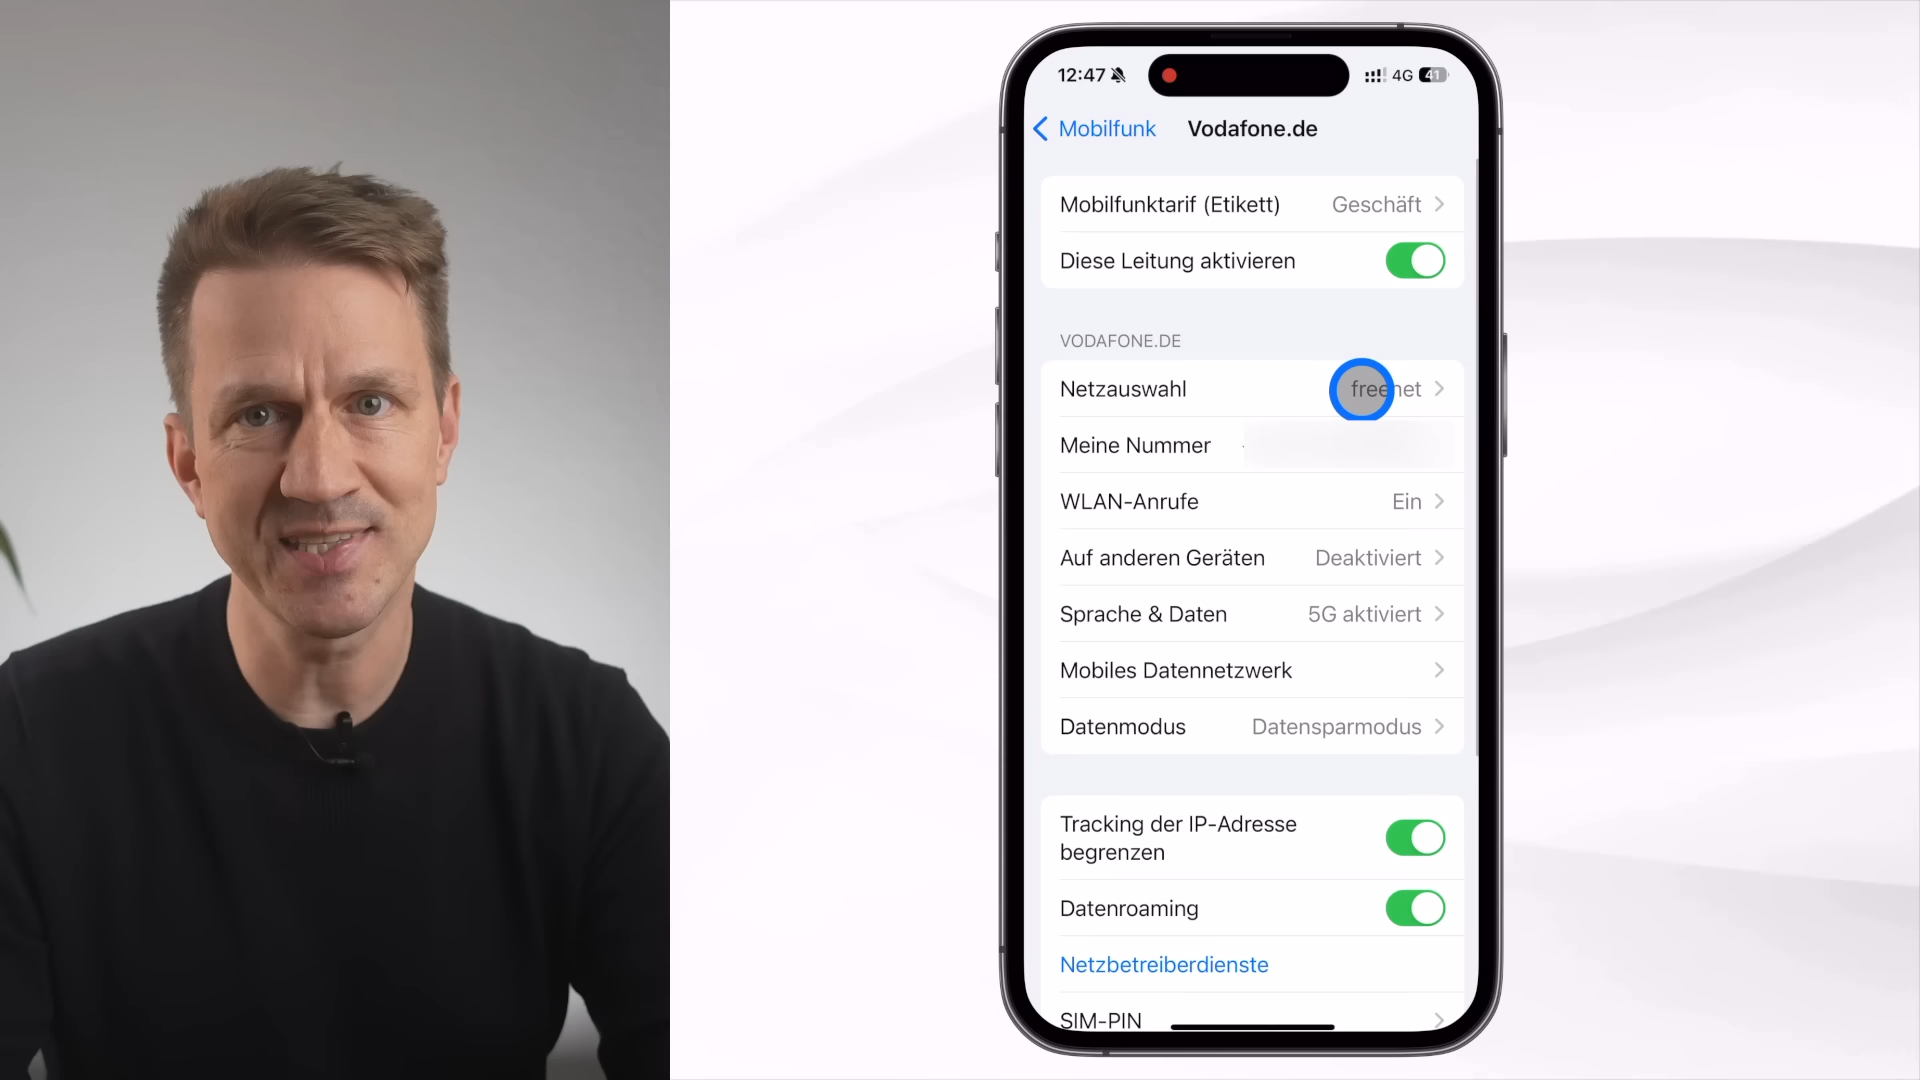 12:47 4G 41
Mobilfunk Vodafone.de
Mobilfunktarif (Etikett) Geschäft
Diese Leitung aktivieren
VODAFONE.DE
Netzauswahl freenet
Meine Nummer
WLAN-Anrufe Ein
Auf anderen Geräten Deaktiviert
Sprache & Daten 5G aktiviert
Mobiles Datennetzwerk
Datenmodus Datensparmodus
Tracking der IP-Adresse
begrenzen
Datenroaming
Netzbetreiberdienste
SIM-PIN